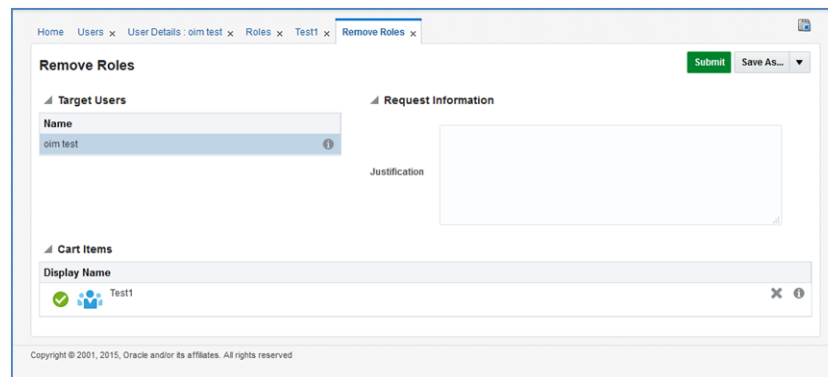 Home Users x User Details : oim test x Roles x Test1 x Remove Roles x
Remove Roles
Submit Save As...
Target Users
Name
oim test
Request Information
Justification
Cart Items
Display Name
Test1
Copyright © 2001, 2015, Oracle and/or its affiliates. All rights reserved